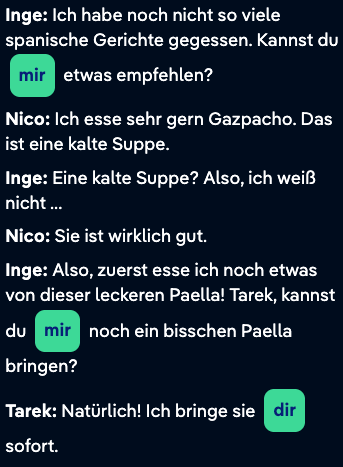 Inge: Ich habe noch nicht so viele
spanische Gerichte gegessen. Kannst du
mir etwas empfehlen?
Nico: Ich esse sehr gern Gazpacho. Das
ist eine kalte Suppe.
Inge: Eine kalte Suppe? Also, ich weiß
nicht ...
Nico: Sie ist wirklich gut.
Inge: Also, zuerst esse ich noch etwas
von dieser leckeren Paella! Tarek, kannst
du mir noch ein bisschen Paella
bringen?
Tarek: Natürlich! Ich bringe sie dir
sofort.